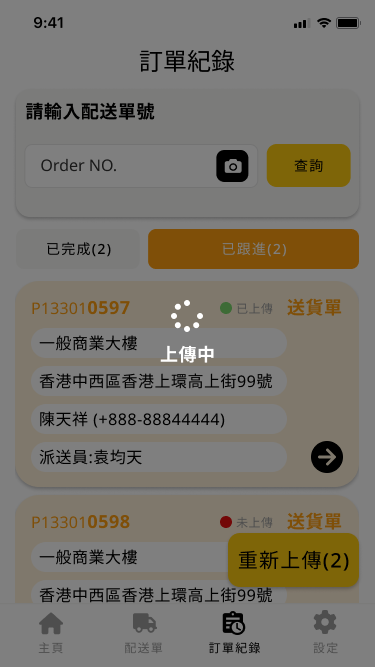 9:41
訂單紀錄
請輸入配送單號
Order NO.
查詢
已完成(2)
已跟進(2)
P133010597
已上傳
送貨單
一般商業大樓
上傳中
香港中西區香港上環高上街99號
陳天祥 (+888-88844444)
派送員:袁均天
P133010598
未上傳
送貨單
一般商業大樓
重新上傳(2)
香港中西區香港上環高上街99號
主頁
配送單
訂單紀錄
設定